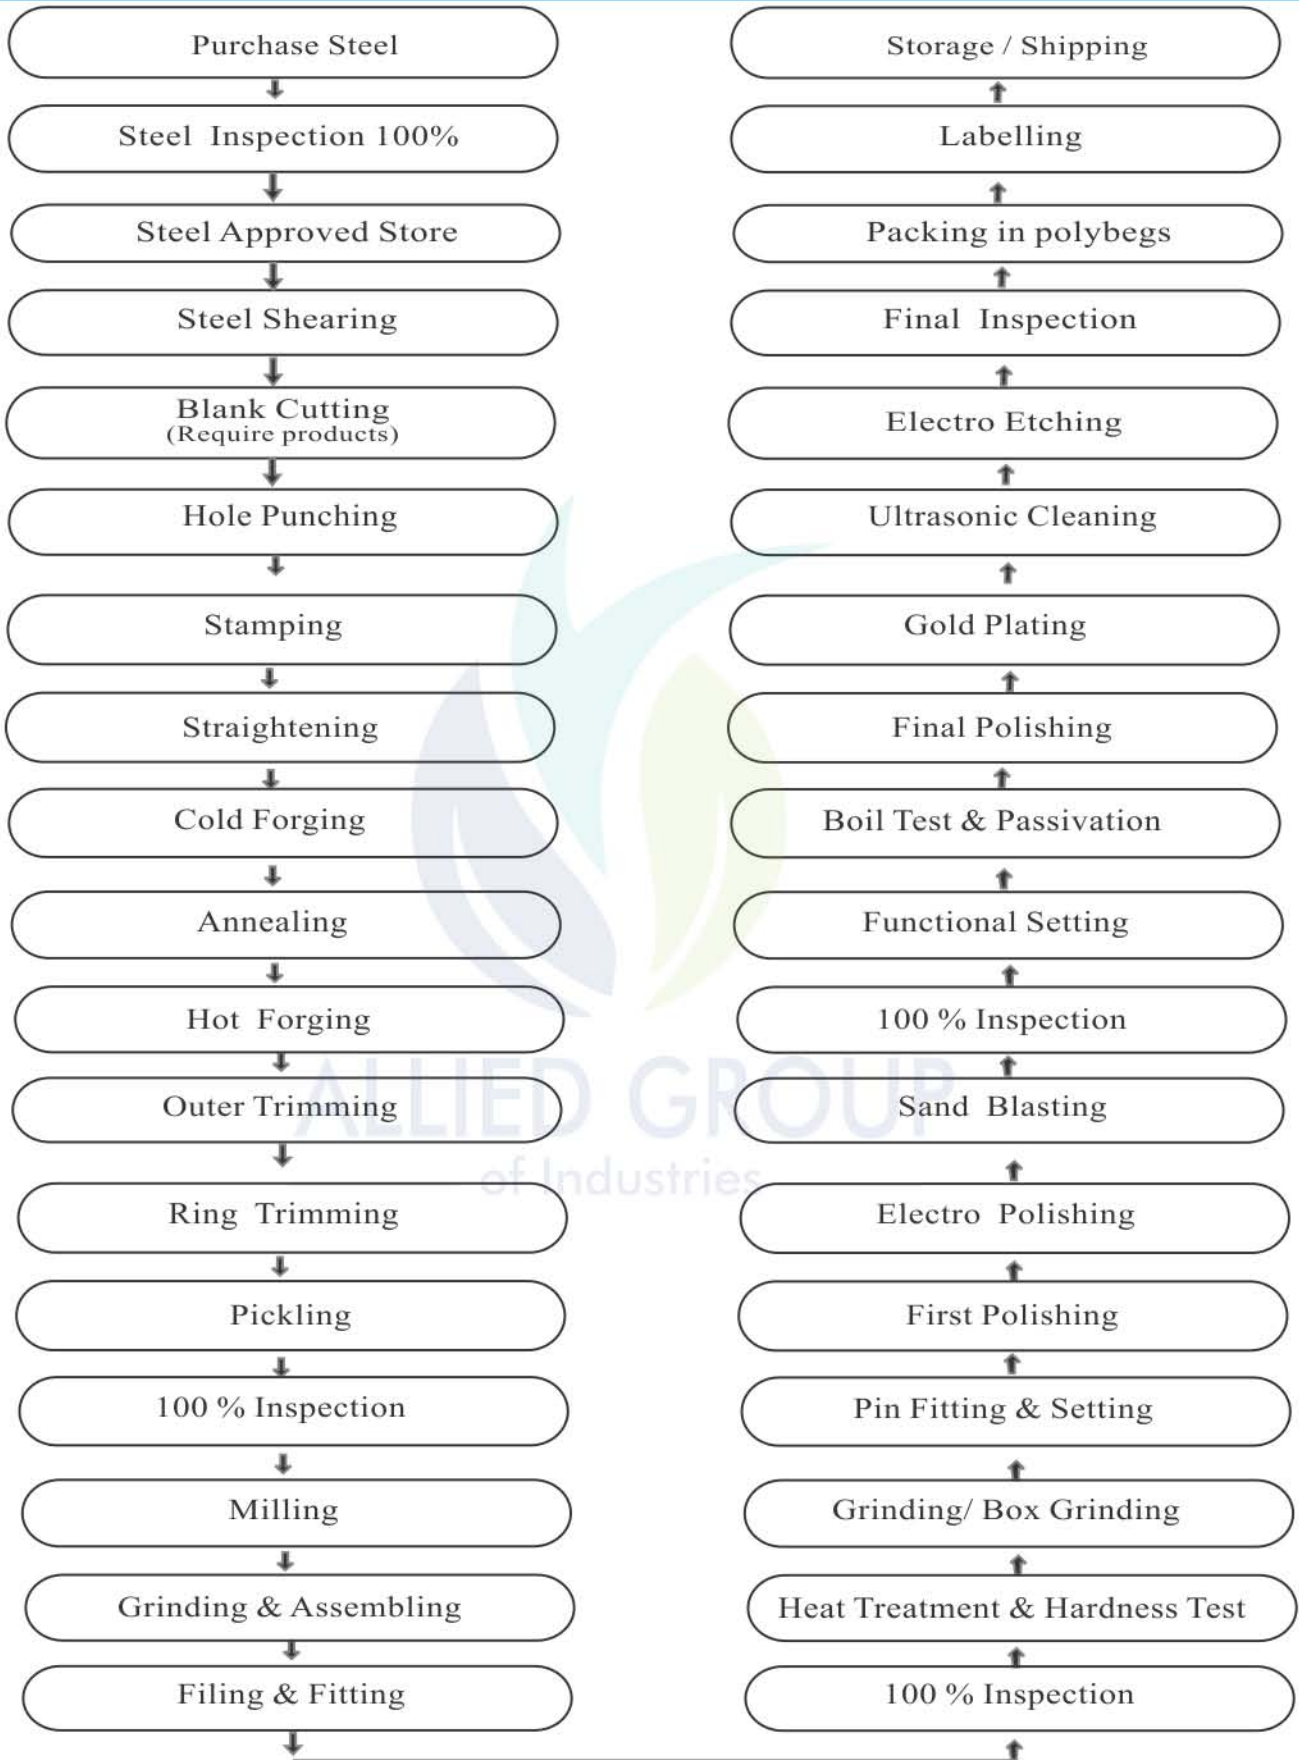 Purchase Steel
Steel Inspection 100%
Steel Approved Store
Steel Shearing
Blank Cutting
(Require products)
Hole Punching
Stamping
Straightening
Cold Forging
Annealing
Hot Forging
Outer Trimming
Ring Trimming
Pickling
100 % Inspection
Milling
Grinding & Assembling
Filing & Fitting
100 % Inspection
Heat Treatment & Hardness Test
Grinding/ Box Grinding
Pin Fitting & Setting
First Polishing
Electro Polishing
Sand Blasting
100 % Inspection
Functional Setting
Boil Test & Passivation
Final Polishing
Gold Plating
Ultrasonic Cleaning
Electro Etching
Final Inspection
Packing in polybegs
Labelling
Storage / Shipping
ALLIED GROUP
of Industries